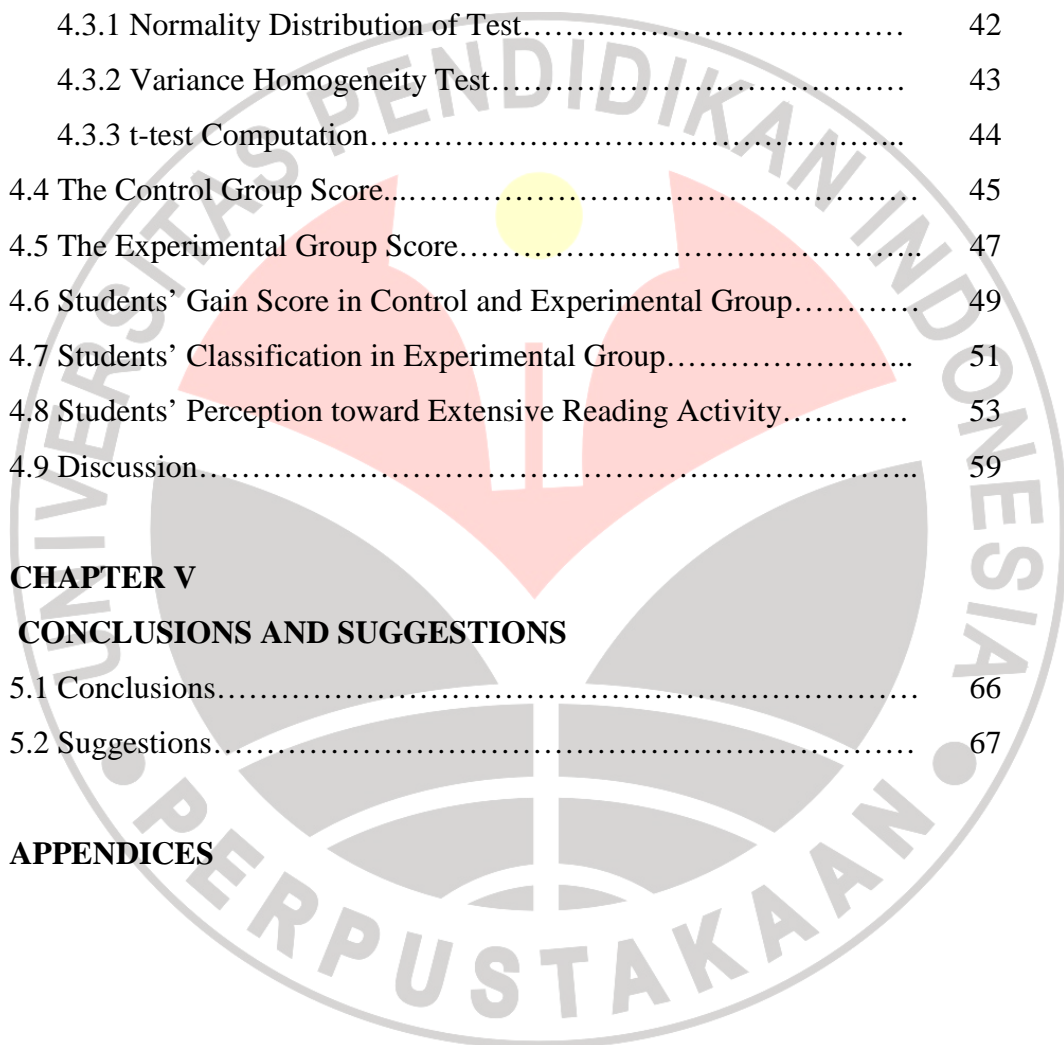 4.3.1 Normality Distribution of Test……………………………… 42
4.3.2 Variance Homogeneity Test………………………………… 43
4.3.3 t-test Computation…………………………………………... 44
4.4 The Control Group Score...………………………………………… 45
4.5 The Experimental Group Score…………………………………….. 47
4.6 Students’ Gain Score in Control and Experimental Group………… 49
4.7 Students’ Classification in Experimental Group…………………... 51
4.8 Students’ Perception toward Extensive Reading Activity………… 53
4.9 Discussion…………………………………………………………….. 59
CHAPTER V
CONCLUSIONS AND SUGGESTIONS
5.1 Conclusions………………………………………………………… 66
5.2 Suggestions………………………………………………………… 67
APPENDICES
UNIVERSITAS PENDIDIKAN INDONESIA
PERPUSTAKAAN